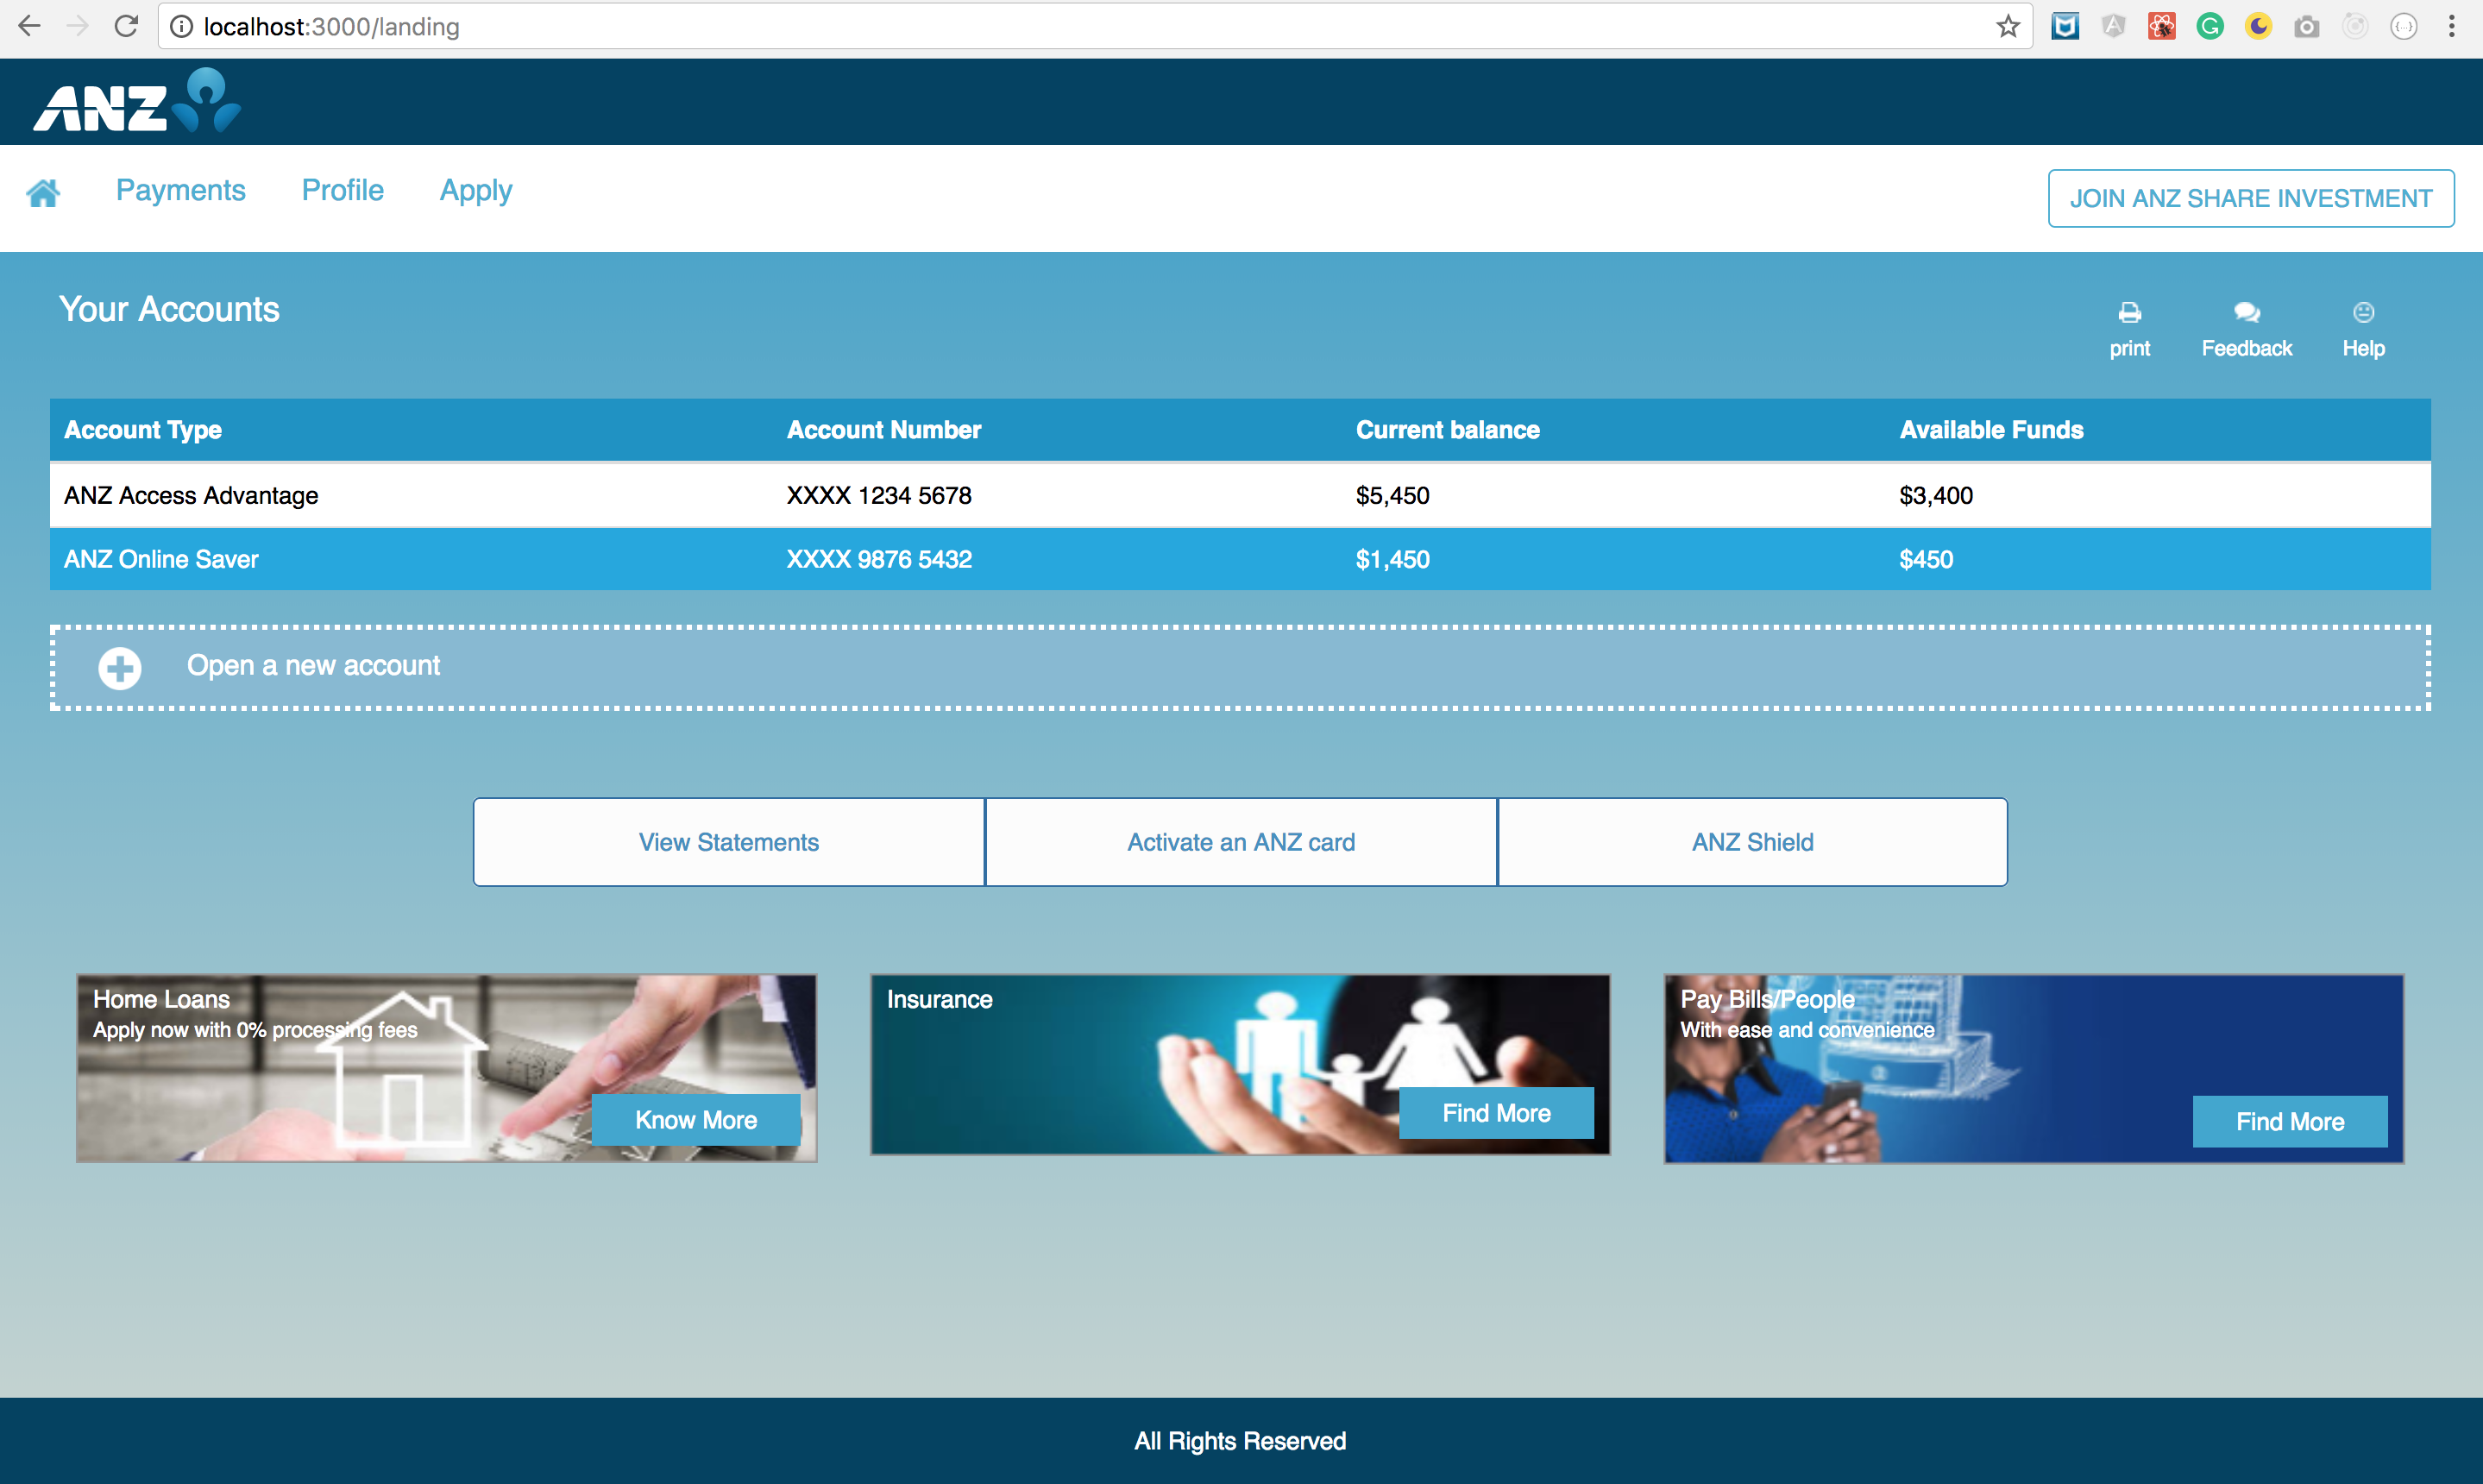 localhost:3000/landing
ANZ
Payments Profile Apply
JOIN ANZ SHARE INVESTMENT
Your Accounts
print Feedback Help
Account Type Account Number Current balance Available Funds
ANZ Access Advantage XXXX 1234 5678 $5,450 $3,400
ANZ Online Saver XXXX 9876 5432 $1,450 $450
Open a new account
View Statements Activate an ANZ card ANZ Shield
Home Loans
Apply now with 0% processing fees
Know More
Insurance
Find More
Pay Bills/People
With ease and convenience
Find More
All Rights Reserved